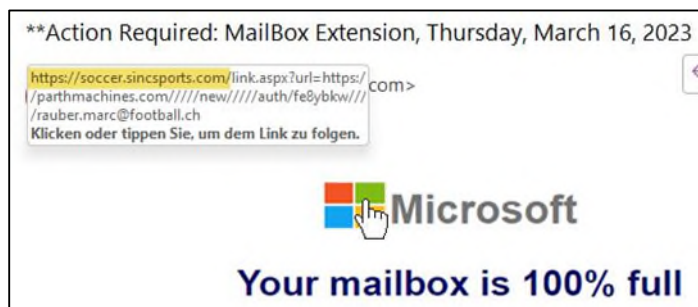 **Action Required: MailBox Extension, Thursday, March 16, 2023
https://soccer.sincsports.com/link.aspx?url=https:/
/parthmachines.com/////new/////auth/fe8ybkw///
/rauber.marc@football.ch
Klicken oder tippen Sie, um dem Link zu folgen.
com>
Microsoft
Your mailbox is 100% full